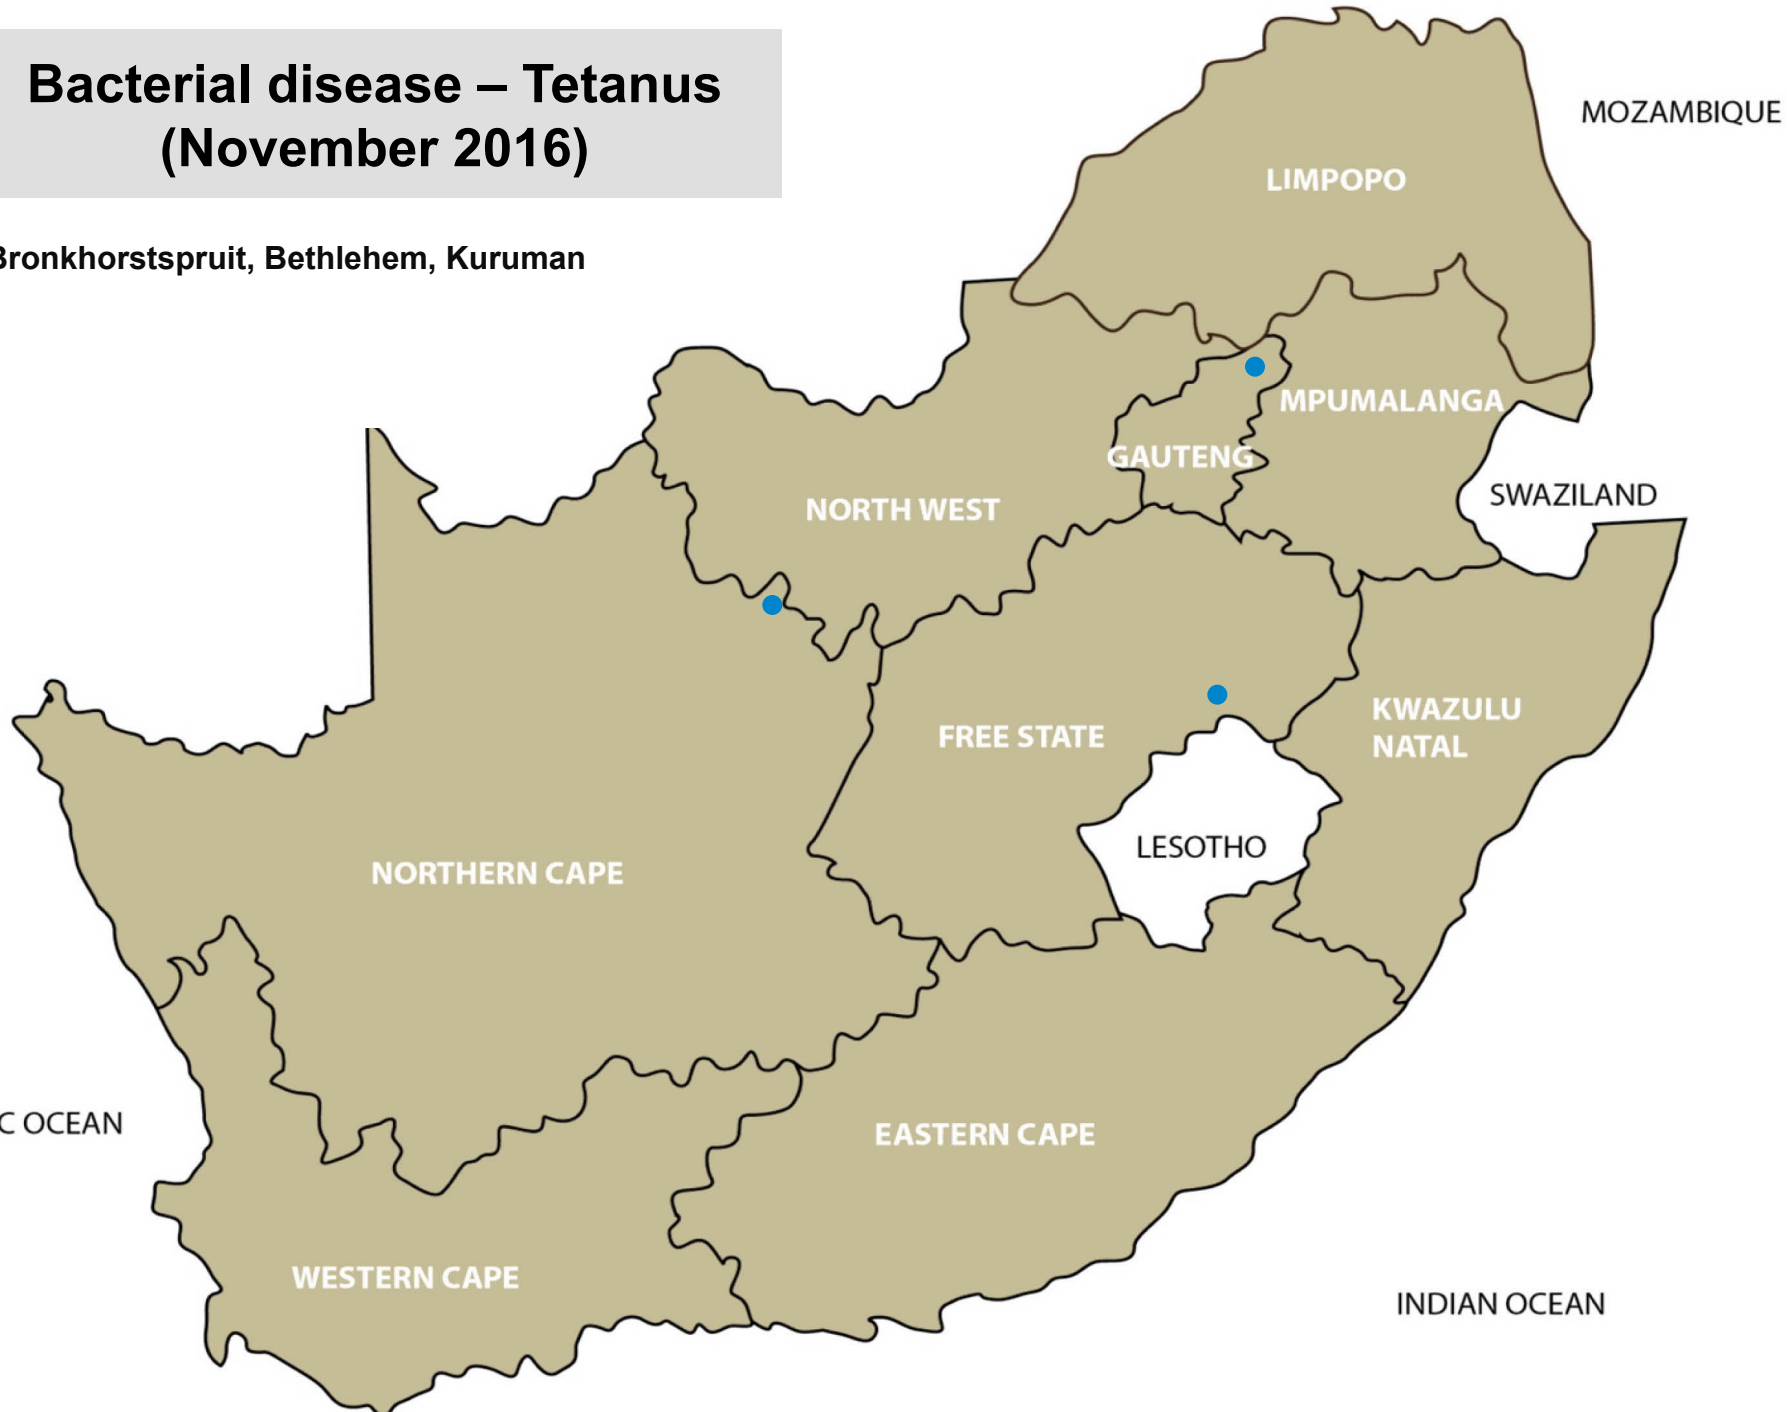 Bacterial disease – Tetanus
(November 2016)
Bronkhorstspruit, Bethlehem, Kuruman
MOZAMBIQUE
LIMPOPO
MPUMALANGA
GAUTENG
SWAZILAND
NORTH WEST
KWAZULU
NATAL
FREE STATE
LESOTHO
NORTHERN CAPE
C OCEAN
EASTERN CAPE
WESTERN CAPE
INDIAN OCEAN